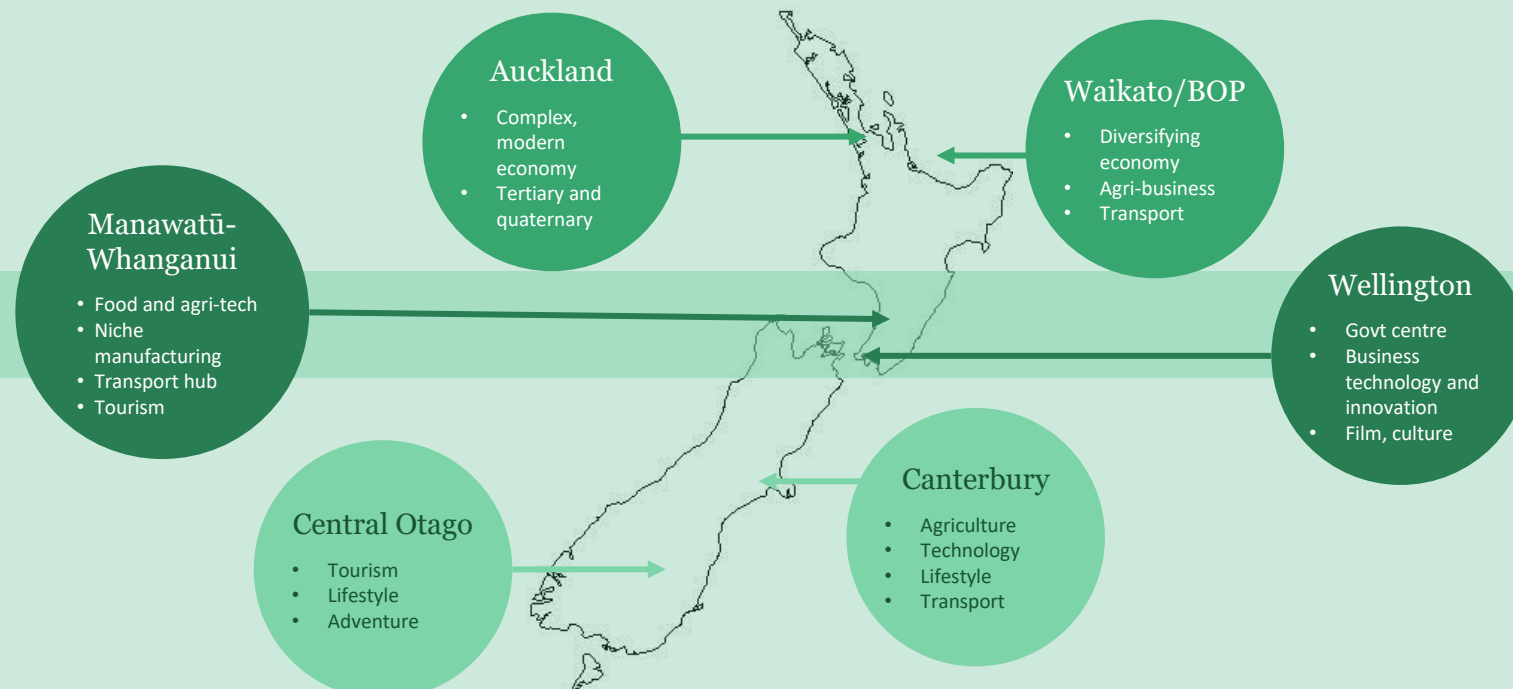 Auckland
• Complex,
modern
economy
• Tertiary and
quaternary
Waikato/BOP
• Diversifying
economy
• Agri-business
• Transport
Manawatū-
Whanganui
• Food and agri-tech
• Niche
manufacturing
• Transport hub
• Tourism
Wellington
• Govt centre
• Business
technology and
innovation
• Film, culture
Central Otago
• Tourism
• Lifestyle
• Adventure
Canterbury
• Agriculture
• Technology
• Lifestyle
• Transport